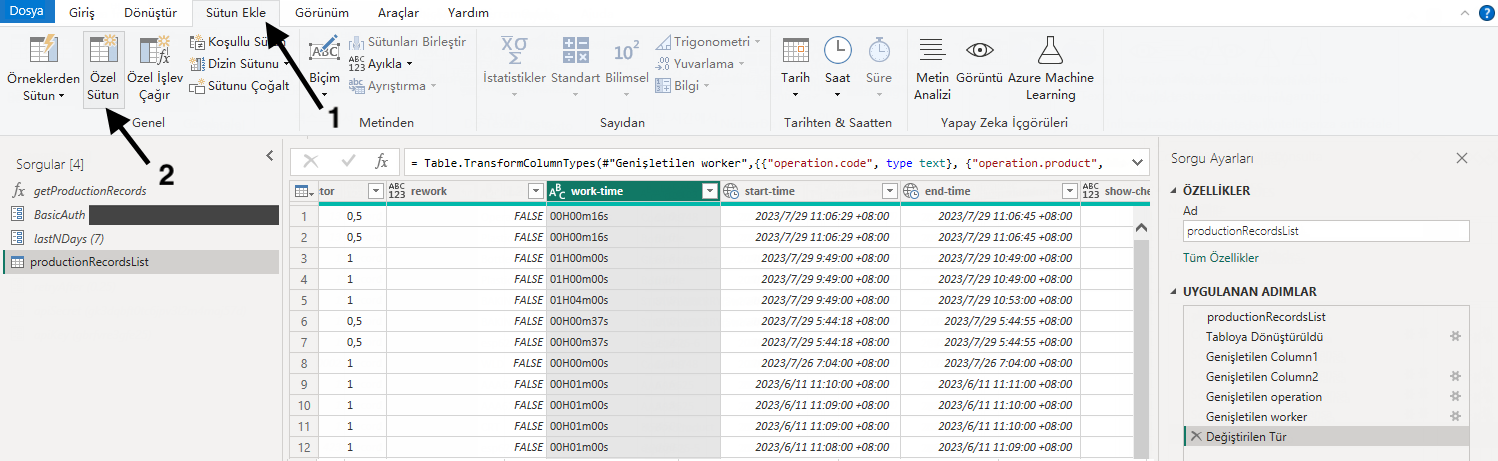 Dosya Giriş Dönüştür Sütun Ekle Görünüm Araçlar Yardım
Örneklerden Sütun
Özel Sütun
Özel İşlev Çağır
Koşullu Sütun
Dizin Sütunu
Sütunu Çoğalt
Genel
Biçim
Sütunları Birleştir
Ayıkla
Ayrıştırma
Metinden
İstatistikler
Standart
Bilimsel
Trigonometri
Yuvarlama
Bilgi
Sayıdan
Tarih
Saat
Süre
Tarihten & Saatten
Metin Analizi
Görüntü
Azure Machine Learning
Yapay Zeka İçgörüleri
1
2
Sorgular [4]
getProductionRecords
BasicAuth
lastNDays (7)
productionRecordsList
= Table.TransformColumnTypes(#"Genişletilen worker",{{"operation.code", type text}, {"operation.product",
tor rework work-time start-time end-time show-che
1 0,5 FALSE 00H00m16s 2023/7/29 11:06:29 +08:00 2023/7/29 11:06:45 +08:00
2 0,5 FALSE 00H00m16s 2023/7/29 11:06:29 +08:00 2023/7/29 11:06:45 +08:00
3 1 FALSE 01H00m00s 2023/7/29 9:49:00 +08:00 2023/7/29 10:49:00 +08:00
4 1 FALSE 01H00m00s 2023/7/29 9:49:00 +08:00 2023/7/29 10:49:00 +08:00
5 1 FALSE 01H04m00s 2023/7/29 9:49:00 +08:00 2023/7/29 10:53:00 +08:00
6 0,5 FALSE 00H00m37s 2023/7/29 5:44:18 +08:00 2023/7/29 5:44:55 +08:00
7 0,5 FALSE 00H00m37s 2023/7/29 5:44:18 +08:00 2023/7/29 5:44:55 +08:00
8 1 FALSE 00H00m00s 2023/7/26 7:04:00 +08:00 2023/7/26 7:04:00 +08:00
9 1 FALSE 00H01m00s 2023/6/11 11:10:00 +08:00 2023/6/11 11:11:00 +08:00
10 1 FALSE 00H01m00s 2023/6/11 11:09:00 +08:00 2023/6/11 11:10:00 +08:00
11 1 FALSE 00H01m00s 2023/6/11 11:09:00 +08:00 2023/6/11 11:10:00 +08:00
12 1 FALSE 00H01m00s 2023/6/11 11:08:00 +08:00 2023/6/11 11:09:00 +08:00
Sorgu Ayarları
ÖZELLİKLER
Ad
productionRecordsList
Tüm Özellikler
UYGULANAN ADIMLAR
productionRecordsList
Tabloya Dönüştürüldü
Genişletilen Column1
Genişletilen Column2
Genişletilen operation
Genişletilen worker
Değiştirilen Tür